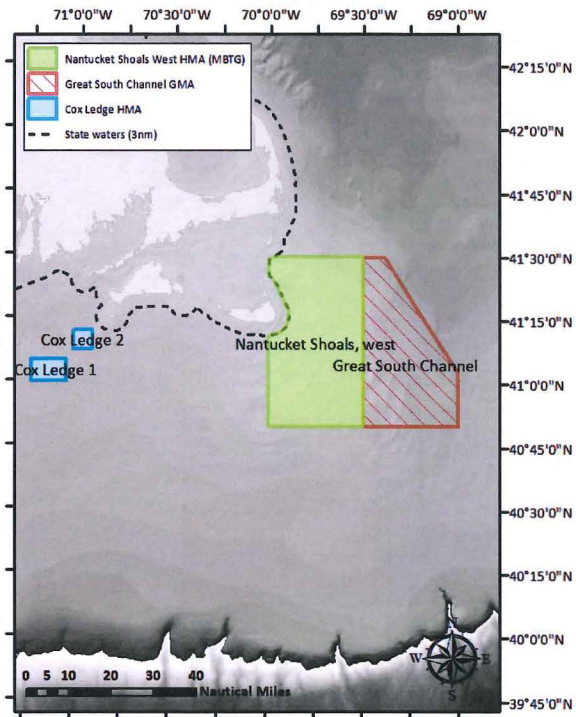 71°0'0"W 70°30'0"W 70°0'0"W 69°30'0"W 69°0'0"W
Nantucket Shoals West HMA (MBTG)
Great South Channel GMA
Cox Ledge HMA
State waters (3nm)
42°15'0"N
42°0'0"N
41°45'0"N
41°30'0"N
41°15'0"N
Cox Ledge 2
Nantucket Shoals, west
Great South Channel
Cox Ledge 1
41°0'0"N
40°45'0"N
40°30'0"N
40°15'0"N
40°0'0"N
N
W E
S
0 5 10 20 30 40
Nautical Miles
39°45'0"N